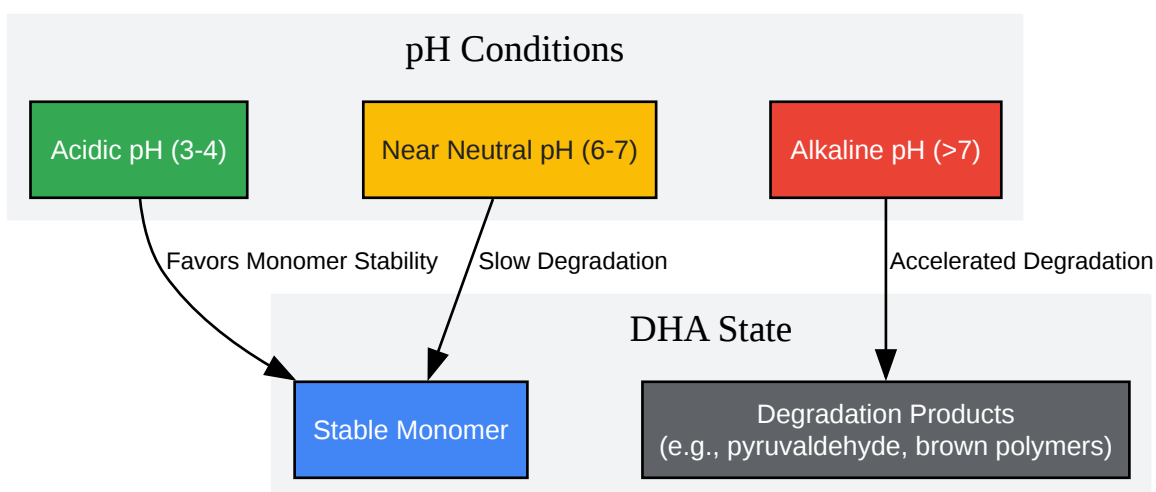 pH Conditions
Acidic pH (3-4)
Near Neutral pH (6-7)
Alkaline pH (>7)
Favors Monomer Stability
Slow Degradation
Accelerated Degradation
DHA State
Stable Monomer
Degradation Products
(e.g., pyruvaldehyde, brown polymers)